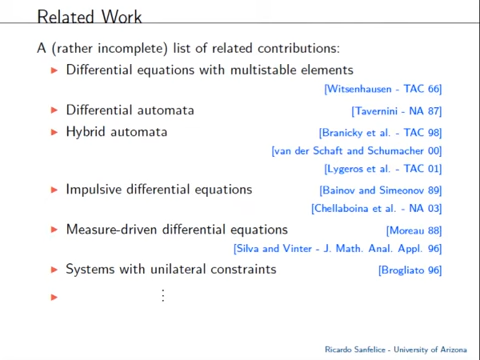 Related Work
A (rather incomplete) list of related contributions:
▶ Differential equations with multistable elements
[Witsenhausen - TAC 66]
▶ Differential automata [Tavernini - NA 87]
▶ Hybrid automata [Branicky et al. - TAC 98]
[van der Schaft and Schumacher 00]
[Lygeros et al. - TAC 01]
▶ Impulsive differential equations [Bainov and Simeonov 89]
[Chellaboina et al. - NA 03]
▶ Measure-driven differential equations [Moreau 88]
[Silva and Vinter - J. Math. Anal. Appl. 96]
▶ Systems with unilateral constraints [Brogliato 96]
▶ ⋮
Ricardo Sanfelice - University of Arizona